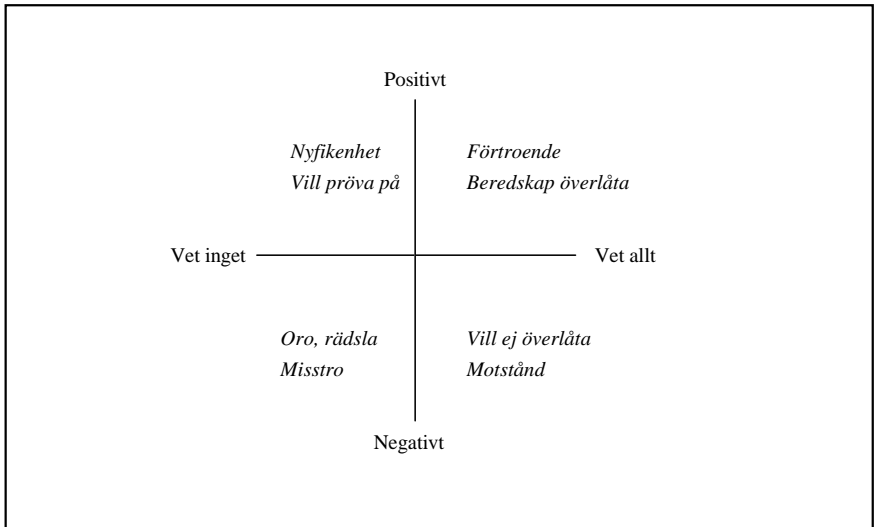 Positivt
Nyfikenhet
Vill pröva på
Förtroende
Beredskap överlåta
Vet inget
Vet allt
Oro, rädsla
Misstro
Vill ej överlåta
Motstånd
Negativt